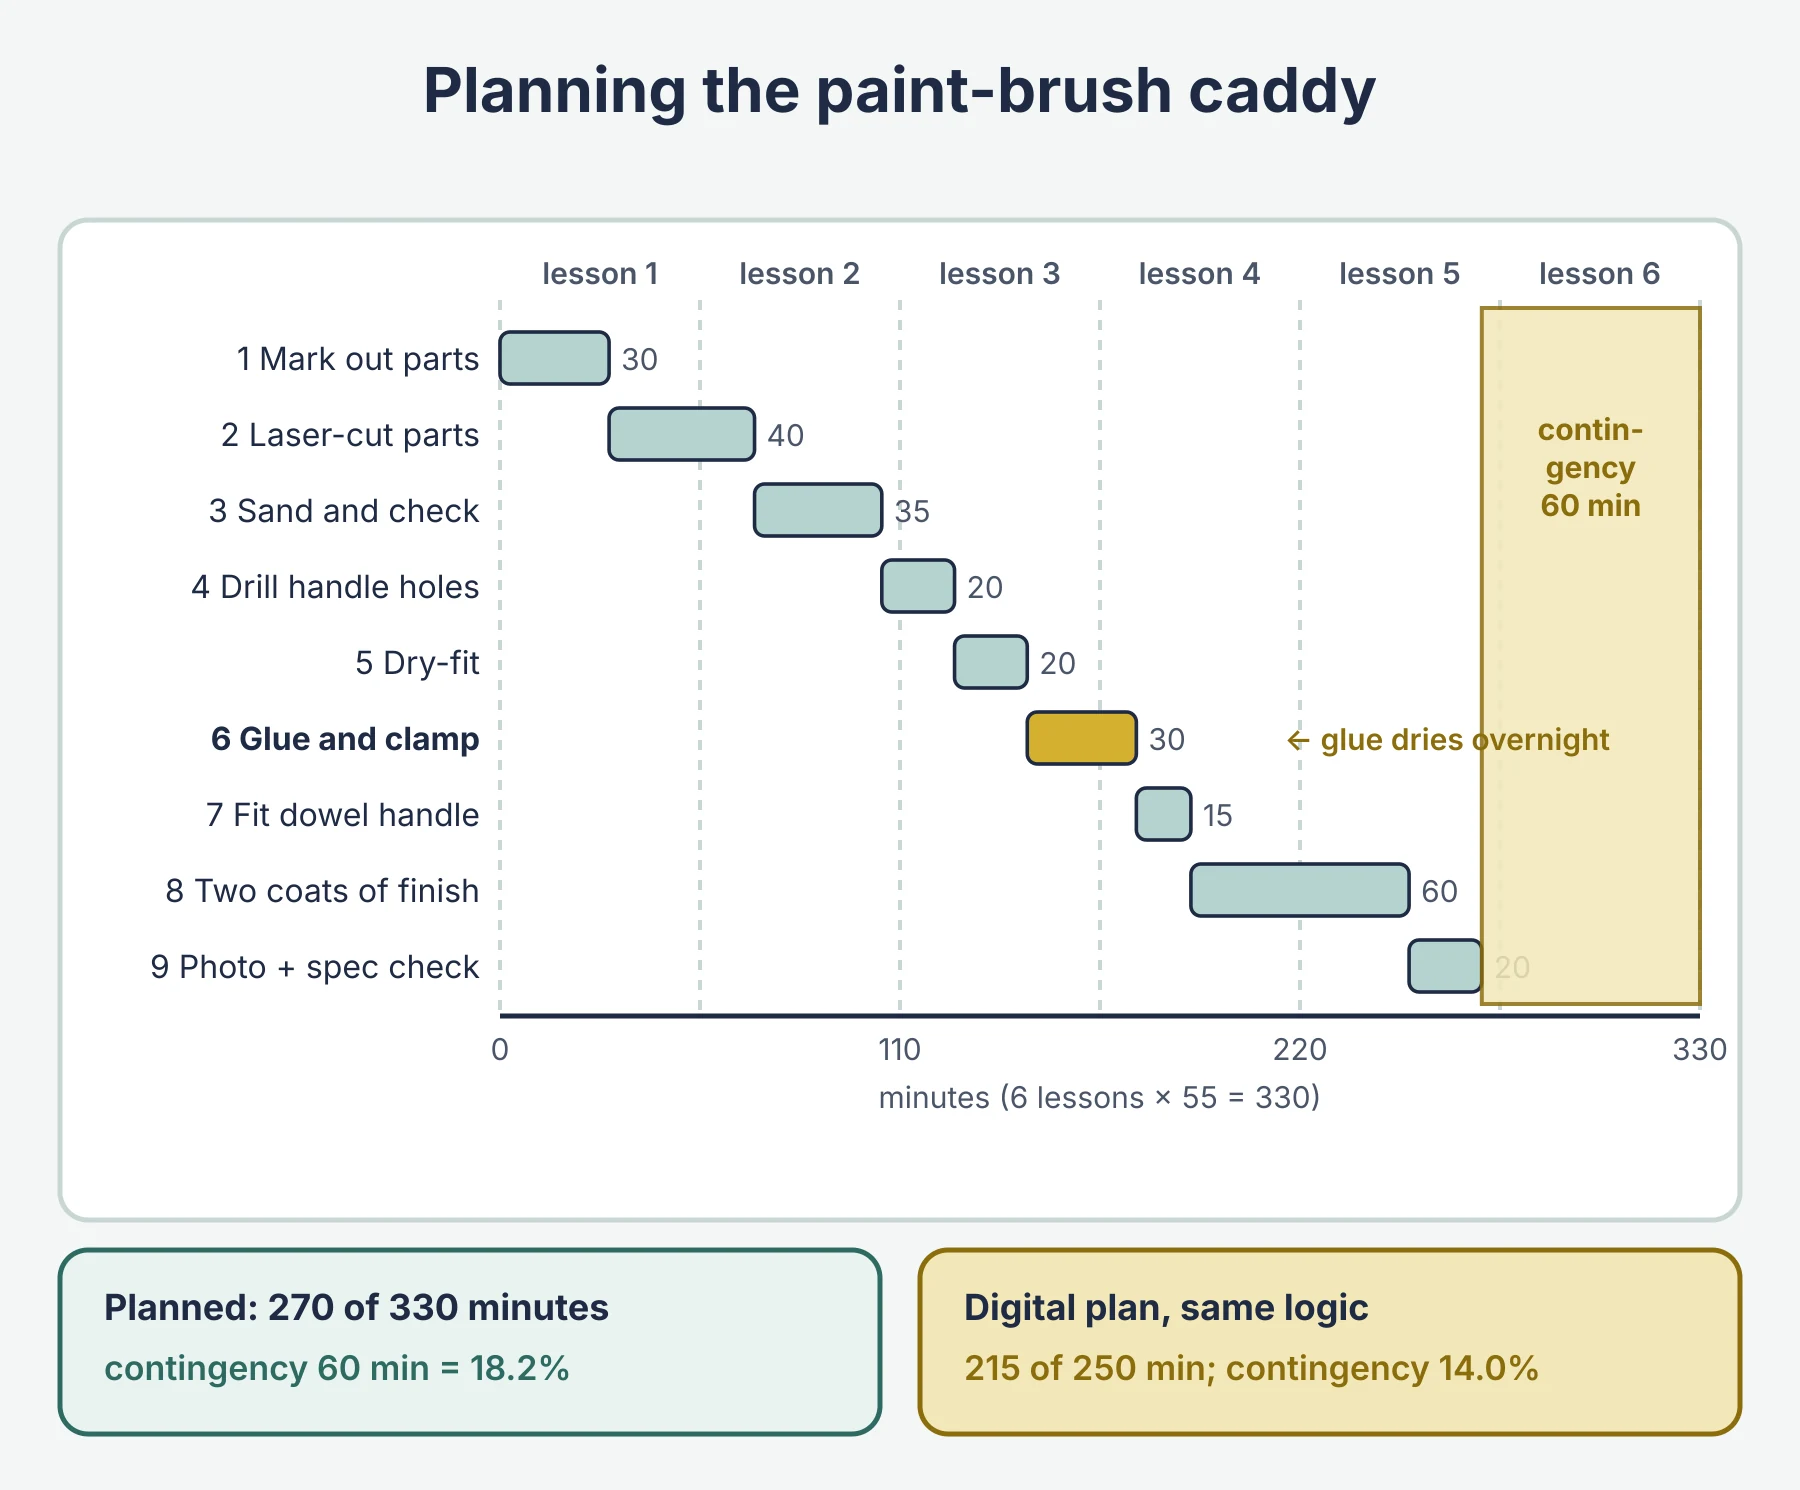 Planning the paint-brush caddy
lesson 1
lesson 2
lesson 3
lesson 4
lesson 5
lesson 6
1 Mark out parts
30
2 Laser-cut parts
40
contin-
gency
60 min
3 Sand and check
35
4 Drill handle holes
20
5 Dry-fit
20
6 Glue and clamp
30
← glue dries overnight
7 Fit dowel handle
15
8 Two coats of finish
60
9 Photo + spec check
20
0
110
220
330
minutes (6 lessons × 55 = 330)
Planned: 270 of 330 minutes
contingency 60 min = 18.2%
Digital plan, same logic
215 of 250 min; contingency 14.0%